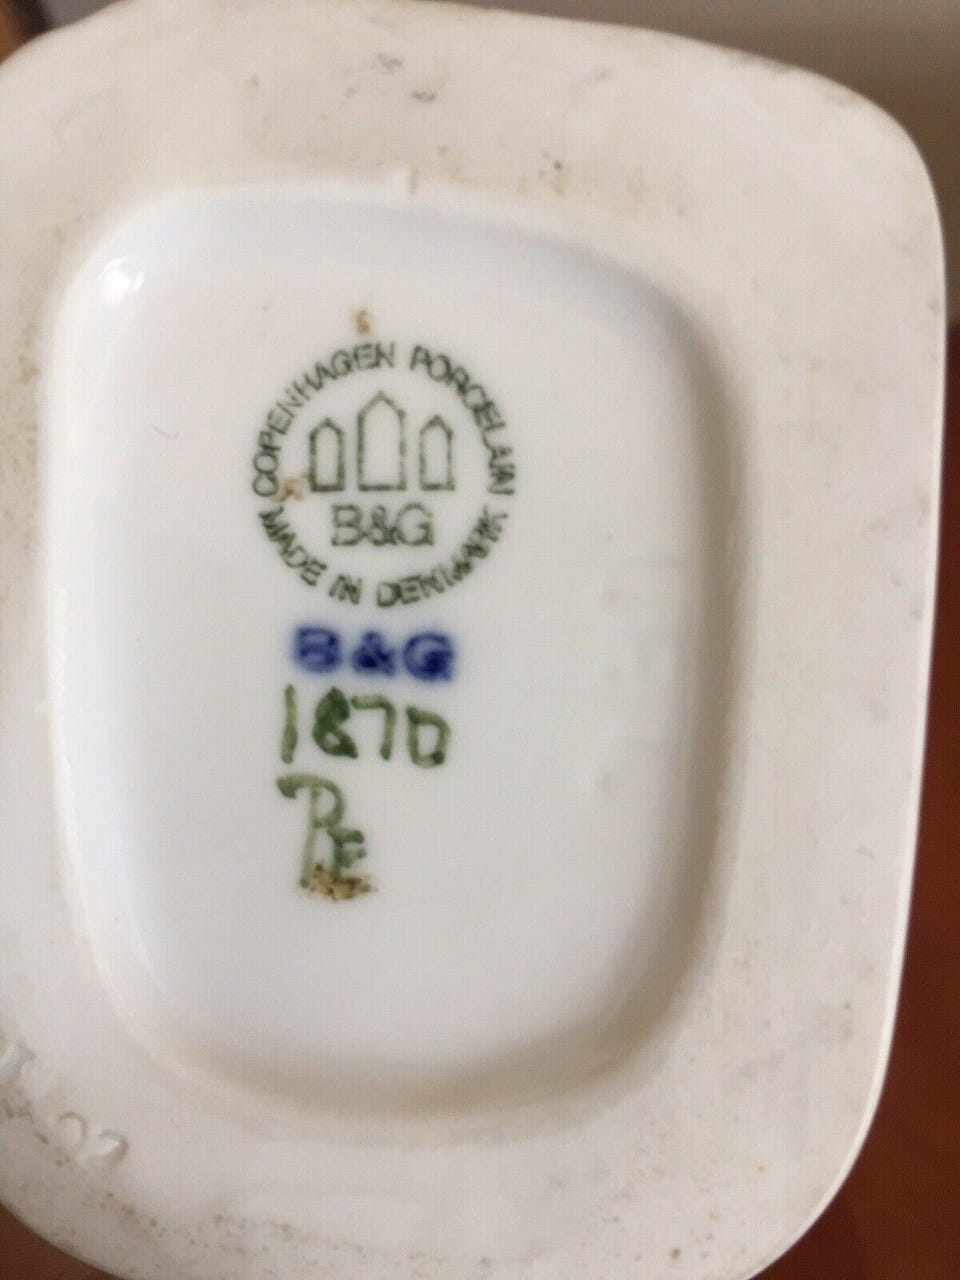 COPENHAGEN PORCELAIN
B&G
MADE IN DENMARK
B&G
1870
PE